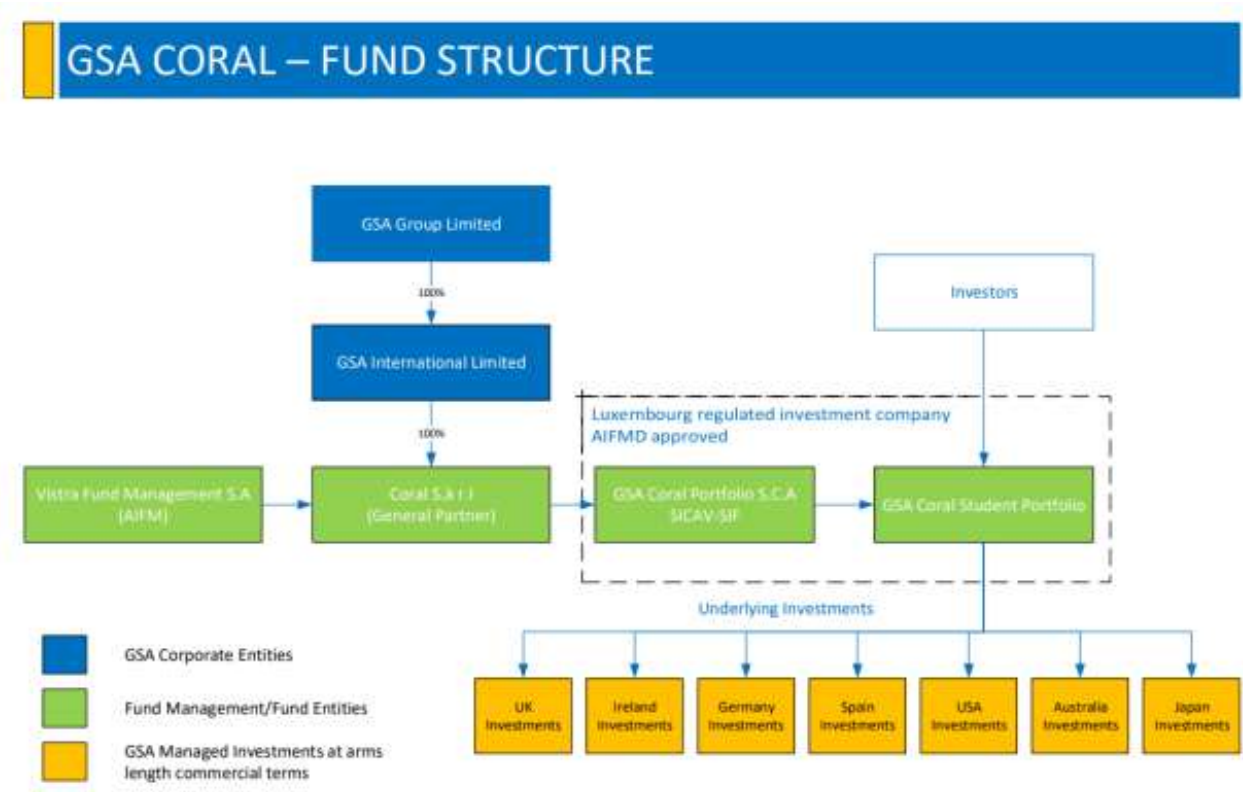 GSA CORAL – FUND STRUCTURE
GSA Group Limited
100%
Investors
GSA International Limited
100%
Luxembourg regulated investment company
AIFMD approved
Vistra Fund Management S.A
(AIFM)
Coral S.à r.l
(General Partner)
GSA Coral Portfolio S.C.A
SICAV-SIF
GSA Coral Student Portfolio
Underlying Investments
GSA Corporate Entities
Fund Management/Fund Entities
GSA Managed Investments at arms
length commercial terms
UK
Investments
Ireland
Investments
Germany
Investments
Spain
Investments
USA
Investments
Australia
Investments
Japan
Investments